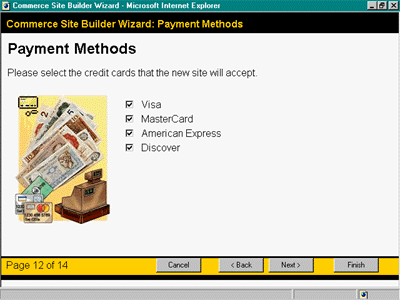 Commerce Site Builder Wizard - Microsoft Internet Explorer
Commerce Site Builder Wizard: Payment Methods
Payment Methods
Please select the credit cards that the new site will accept.
Visa
MasterCard
American Express
Discover
Page 12 of 14
Cancel
< Back
Next >
Finish